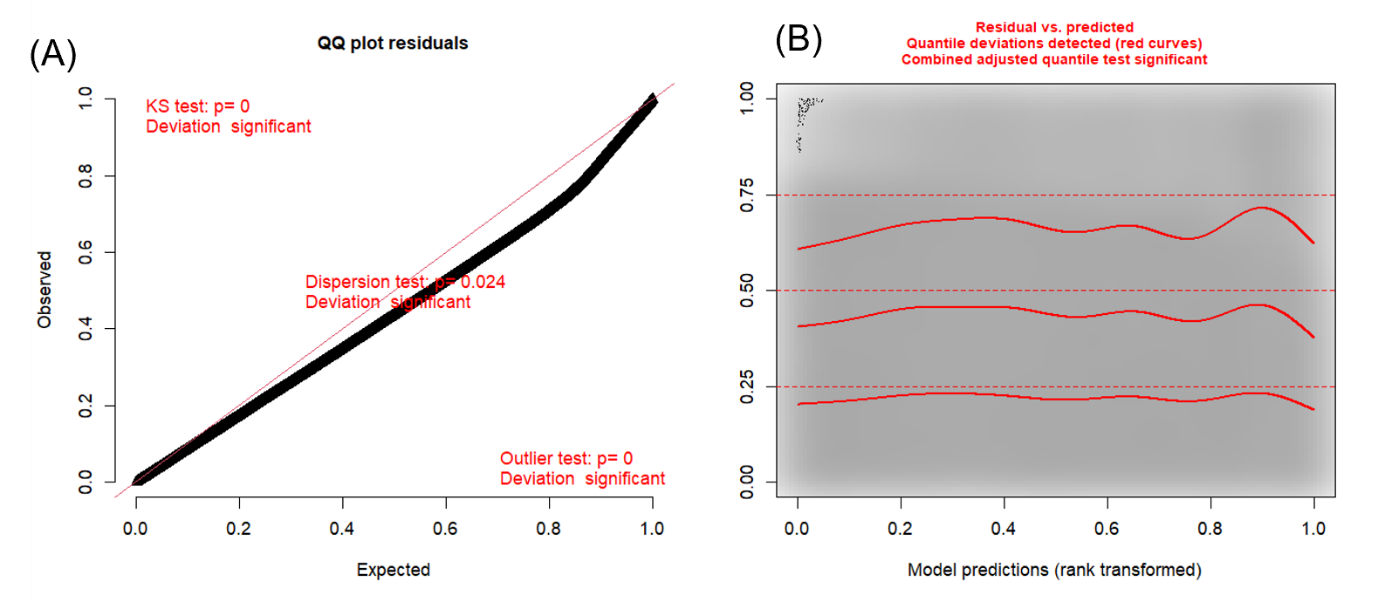 (A)
QQ plot residuals
KS test: p= 0
Deviation  significant
Dispersion test: p= 0.024
Deviation  significant
Outlier test: p= 0
Deviation  significant
Observed
1.0
0.8
0.6
0.4
0.2
0.0
0.0 0.2 0.4 0.6 0.8 1.0
Expected
(B)
Residual vs. predicted
Quantile deviations detected (red curves)
Combined adjusted quantile test significant
1.00
0.75
0.50
0.25
0.00
0.0 0.2 0.4 0.6 0.8 1.0
Model predictions (rank transformed)